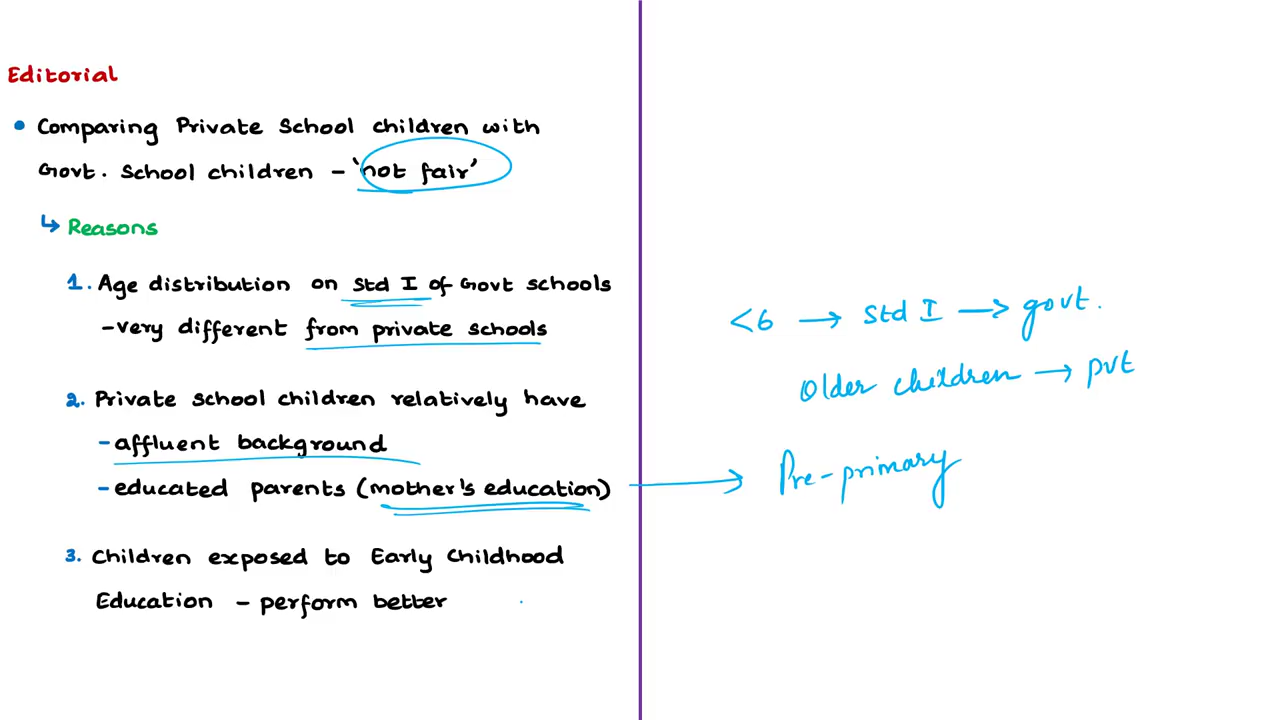 Editorial
• Comparing Private School children with
Govt. School children - 'not fair'
↳ Reasons
1. Age distribution on Std I of Govt schools
-very different from private schools
2. Private school children relatively have
-affluent background
-educated parents (mother's education)
3. Children exposed to Early Childhood
Education - perform better
<6 → Std I → govt.
Older children → pvt
→ Pre-primary